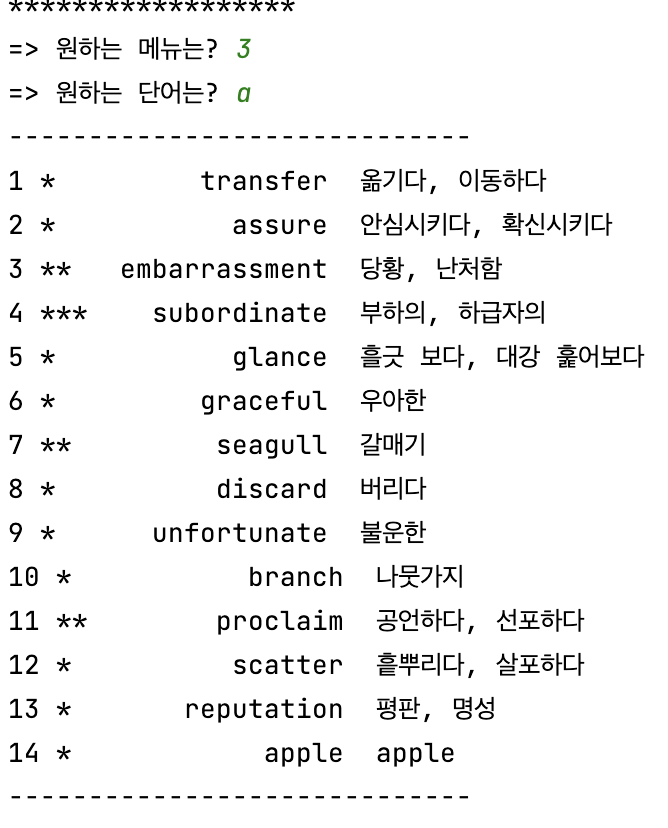 ******************
=> 원하는 메뉴는? 3
=> 원하는 단어는? a
-----------------------------
1 * transfer 옮기다, 이동하다
2 * assure 안심시키다, 확신시키다
3 ** embarrassment 당황, 난처함
4 *** subordinate 부하의, 하급자의
5 * glance 흘긋 보다, 대강 훑어보다
6 * graceful 우아한
7 ** seagull 갈매기
8 * discard 버리다
9 * unfortunate 불운한
10 * branch 나뭇가지
11 ** proclaim 공언하다, 선포하다
12 * scatter 흩뿌리다, 살포하다
13 * reputation 평판, 명성
14 * apple apple
-----------------------------